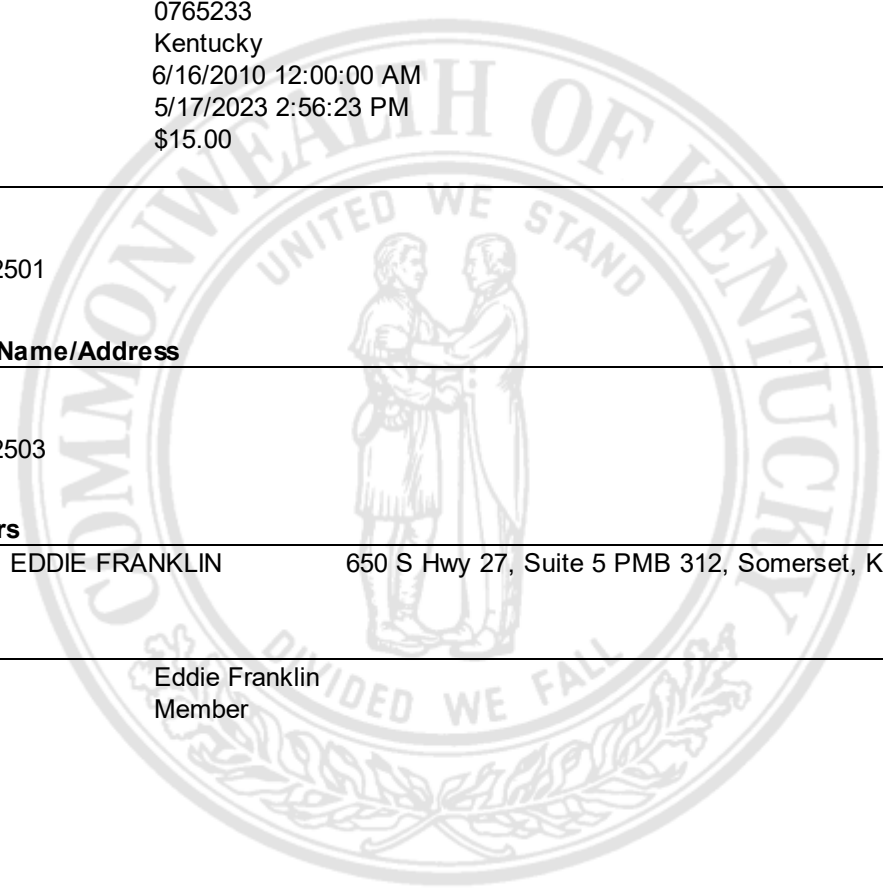 0765233
Kentucky
6/16/2010 12:00:00 AM
5/17/2023 2:56:23 PM
$15.00
2501
Name/Address
2503
rs
EDDIE FRANKLIN 650 S Hwy 27, Suite 5 PMB 312, Somerset, K
Eddie Franklin
Member
COMMONWEALTH OF KENTUCKY
UNITED WE STAND
DIVIDED WE FALL